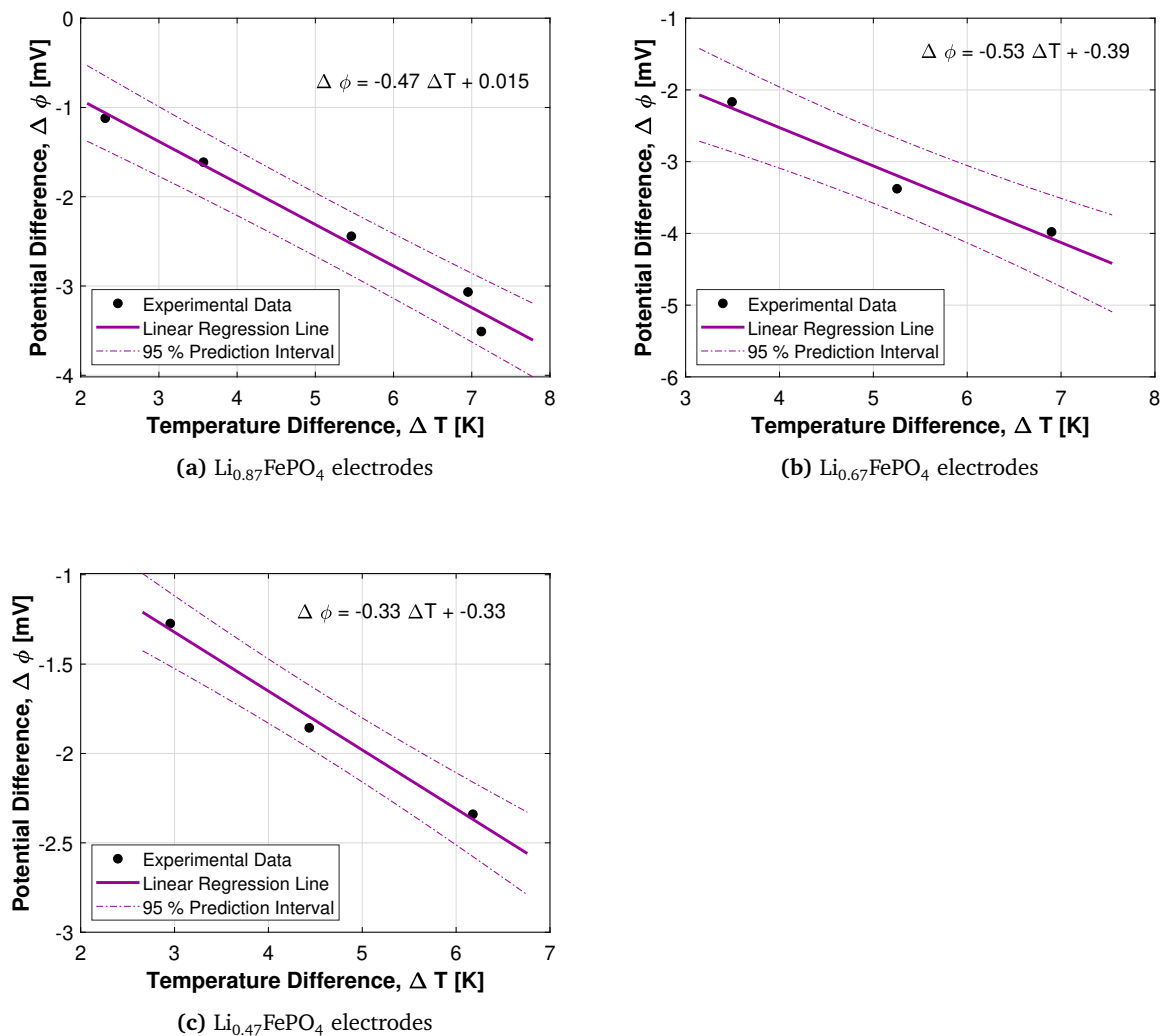 0
-1
-2
-3
-4
Potential Difference, Δ ϕ [mV]
Δ ϕ = -0.47 ΔT + 0.015
Experimental Data
Linear Regression Line
95 % Prediction Interval
2 3 4 5 6 7 8
Temperature Difference, Δ T [K]
(a) Li0.87FePO4 electrodes
-1
-2
-3
-4
-5
-6
Potential Difference, Δ ϕ [mV]
Δ ϕ = -0.53 ΔT + -0.39
Experimental Data
Linear Regression Line
95 % Prediction Interval
3 4 5 6 7 8
Temperature Difference, Δ T [K]
(b) Li0.67FePO4 electrodes
-1
-1.5
-2
-2.5
-3
Potential Difference, Δ ϕ [mV]
Δ ϕ = -0.33 ΔT + -0.33
Experimental Data
Linear Regression Line
95 % Prediction Interval
2 3 4 5 6 7
Temperature Difference, Δ T [K]
(c) Li0.47FePO4 electrodes